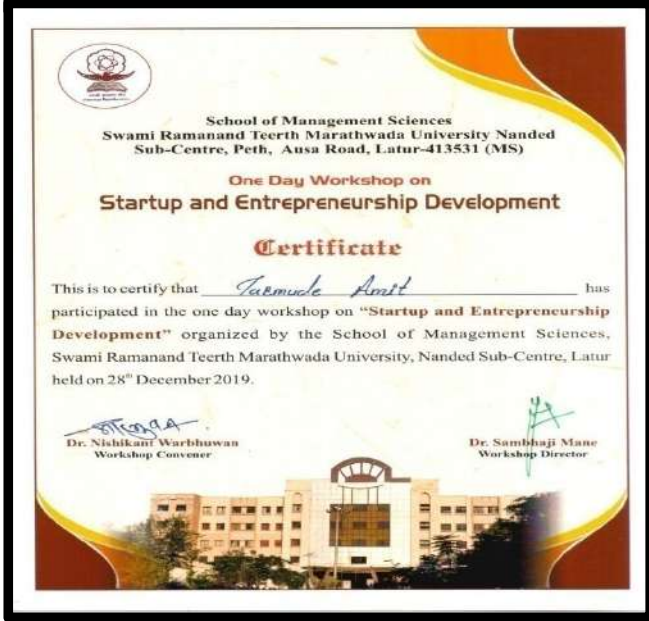 School of Management Sciences
Swami Ramanand Teerth Marathwada University Nanded
Sub-Centre, Peth, Ausa Road, Latur-413531 (MS)
One Day Workshop on
Startup and Entrepreneurship Development
Certificate
This is to certify that Tarmude Amit has
participated in the one day workshop on “Startup and Entrepreneurship
Development” organized by the School of Management Sciences,
Swami Ramanand Teerth Marathwada University, Nanded Sub-Centre, Latur
held on 28th December 2019.
Dr. Nishikant Warbhuwan
Workshop Convener
Dr. Sambhaji Mane
Workshop Director